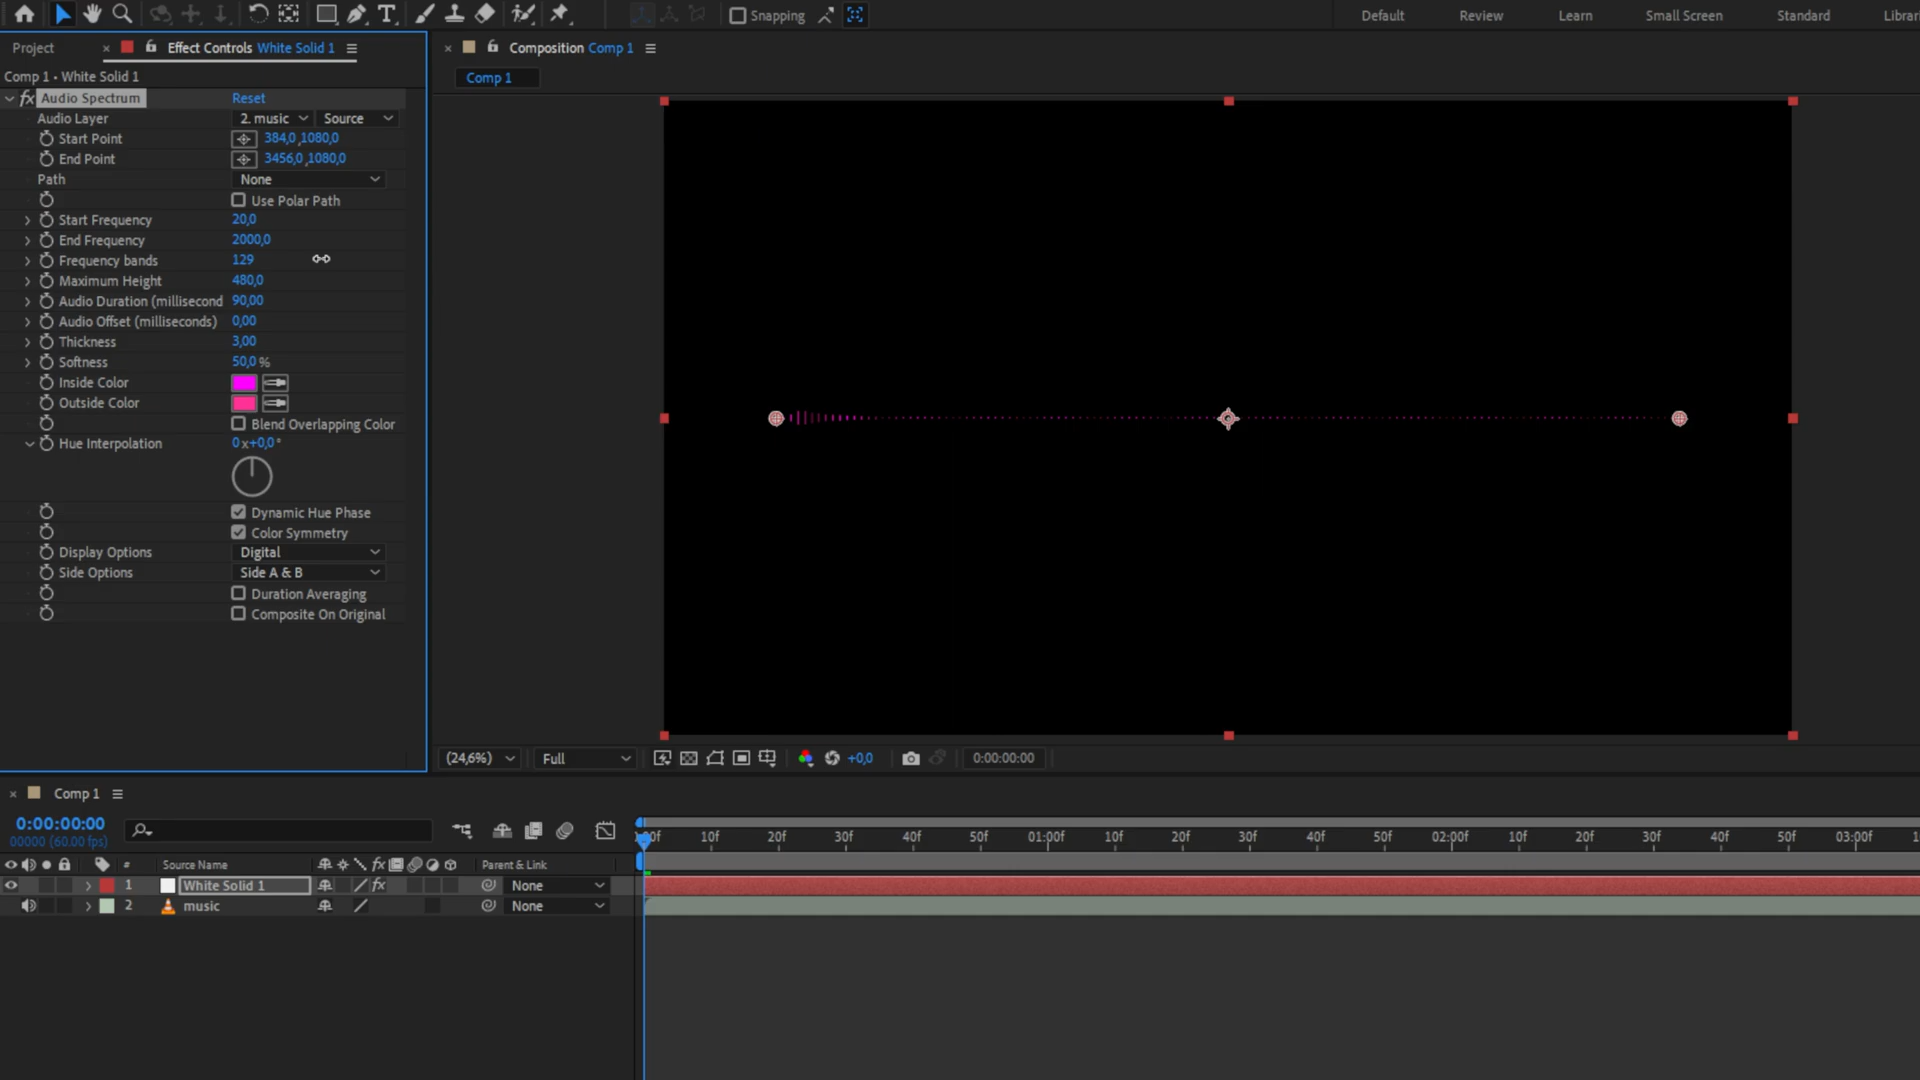 Snapping
Default
Review
Learn
Small Screen
Standard
Librar
Project
Effect Controls White Solid 1
Composition Comp 1
Comp 1 • White Solid 1
Comp 1
fx Audio Spectrum
Reset
Audio Layer
2. music
Source
Start Point
384,0 ,1080,0
End Point
3456,0 ,1080,0
Path
None
Use Polar Path
Start Frequency
20,0
End Frequency
2000,0
Frequency bands
129
Maximum Height
480,0
Audio Duration (millisecond
90,00
Audio Offset (milliseconds)
0,00
Thickness
3,00
Softness
50,0 %
Inside Color
Outside Color
Blend Overlapping Color
Hue Interpolation
0 x+0,0 °
Dynamic Hue Phase
Color Symmetry
Display Options
Digital
Side Options
Side A & B
Duration Averaging
Composite On Original
(24,6%)
Full
+0,0
0:00:00:00
Comp 1
0:00:00:00
00000 (60.00 fps)
10f 20f 30f 40f 50f 01:00f 10f 20f 30f 40f 50f 02:00f 10f 20f 30f 40f 50f 03:00f
# Source Name
fx
Parent & Link
1 White Solid 1
fx
None
2 music
None